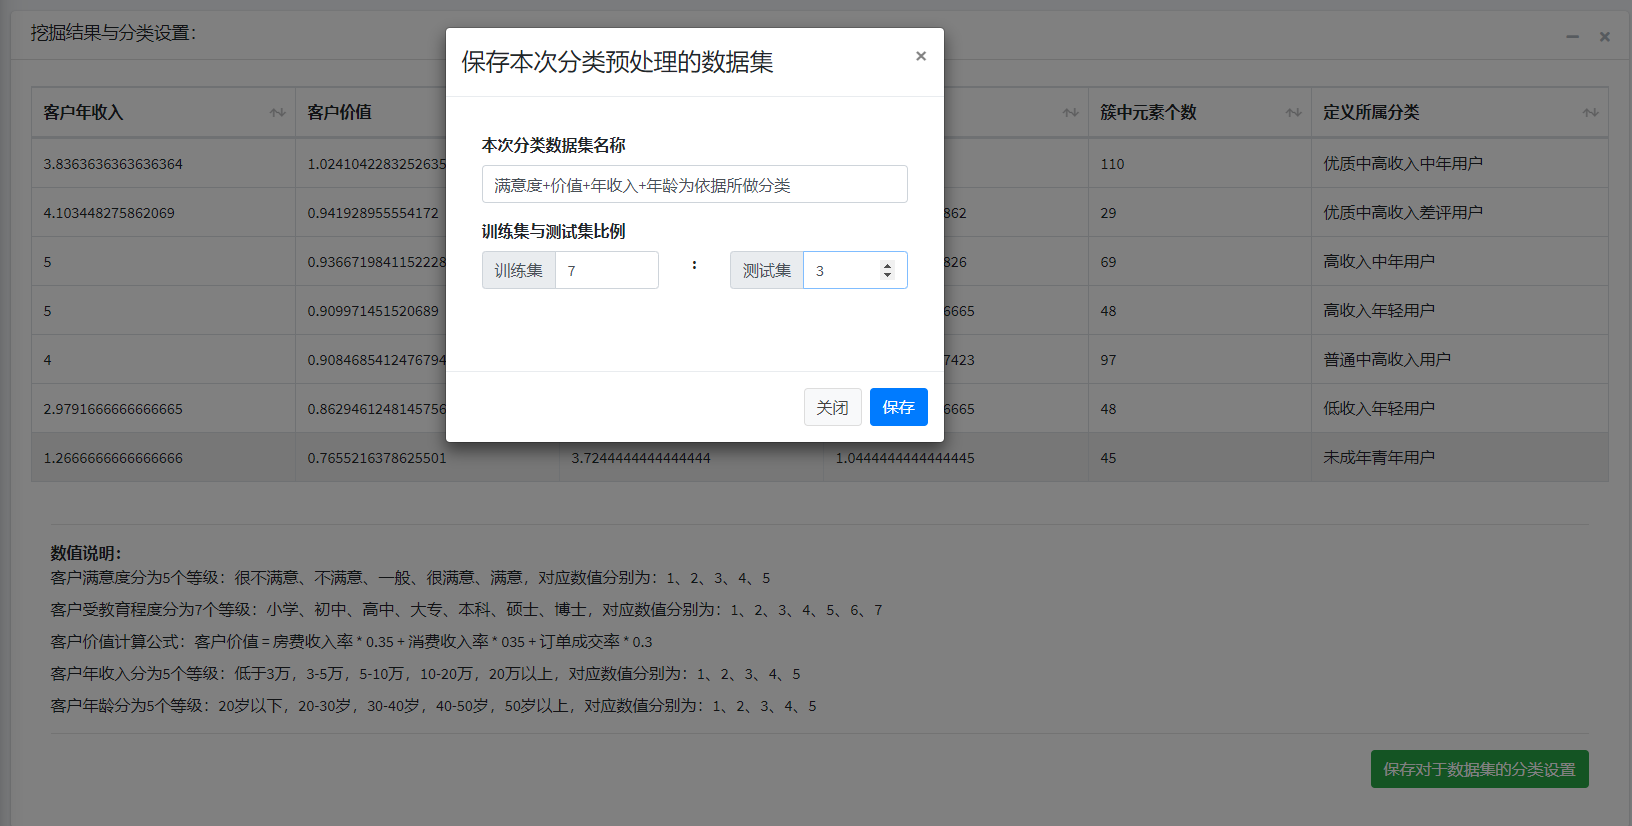 挖掘结果与分类设置：
保存本次分类预处理的数据集
×
本次分类数据集名称
满意度+价值+年收入+年龄为依据所做分类
训练集与测试集比例
训练集 7 : 测试集 3
关闭 保存
客户年收入 客户价值 簇中元素个数 定义所属分类
3.8363636363636364 1.0241042283252635 110 优质中高收入中年用户
4.103448275862069 0.941928955554172 862 29 优质中高收入差评用户
5 0.9366719841152228 826 69 高收入中年用户
5 0.909971451520689 6665 48 高收入年轻用户
4 0.9084685412476794 7423 97 普通中高收入用户
2.9791666666666665 0.8629461248145756 6665 48 低收入年轻用户
1.2666666666666666 0.7655216378625501 3.7244444444444444 1.0444444444444445 45 未成年青年用户
数值说明：
客户满意度分为5个等级：很不满意、不满意、一般、很满意、满意，对应数值分别为：1、2、3、4、5
客户受教育程度分为7个等级：小学、初中、高中、大专、本科、硕士、博士，对应数值分别为：1、2、3、4、5、6、7
客户价值计算公式：客户价值 = 房费收入率 * 0.35 + 消费收入率 * 035 + 订单成交率 * 0.3
客户年收入分为5个等级：低于3万，3-5万，5-10万，10-20万，20万以上，对应数值分别为：1、2、3、4、5
客户年龄分为5个等级：20岁以下，20-30岁，30-40岁，40-50岁，50岁以上，对应数值分别为：1、2、3、4、5
保存对于数据集的分类设置